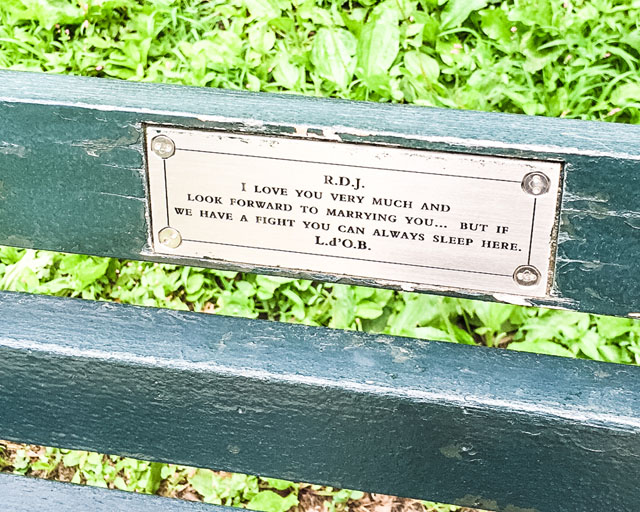 R.D.J.
I LOVE YOU VERY MUCH AND
LOOK FORWARD TO MARRYING YOU... BUT IF
WE HAVE A FIGHT YOU CAN ALWAYS SLEEP HERE.
L.d'O.B.